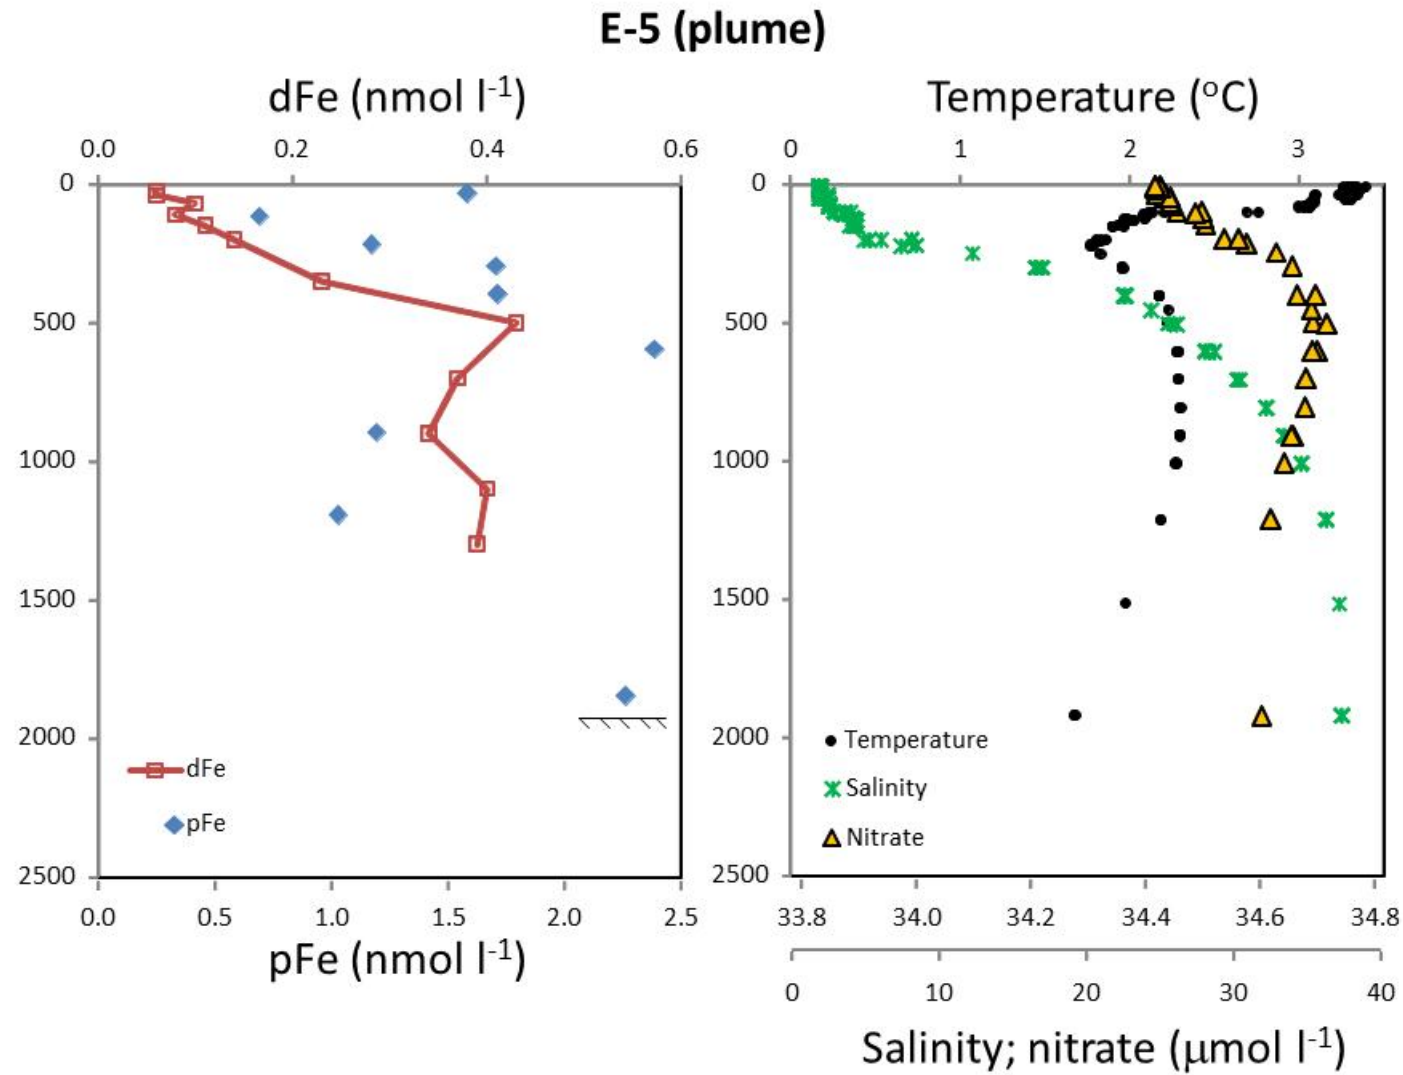 E-5 (plume)
dFe (nmol l-1)
0.0 0.2 0.4 0.6
0
500
1000
1500
2000
2500
dFe
pFe
0.0 0.5 1.0 1.5 2.0 2.5
pFe (nmol l-1)
Temperature (oC)
0 1 2 3
0
500
1000
1500
2000
2500
Temperature
Salinity
Nitrate
33.8 34.0 34.2 34.4 34.6 34.8
0 10 20 30 40
Salinity; nitrate (μmol l-1)